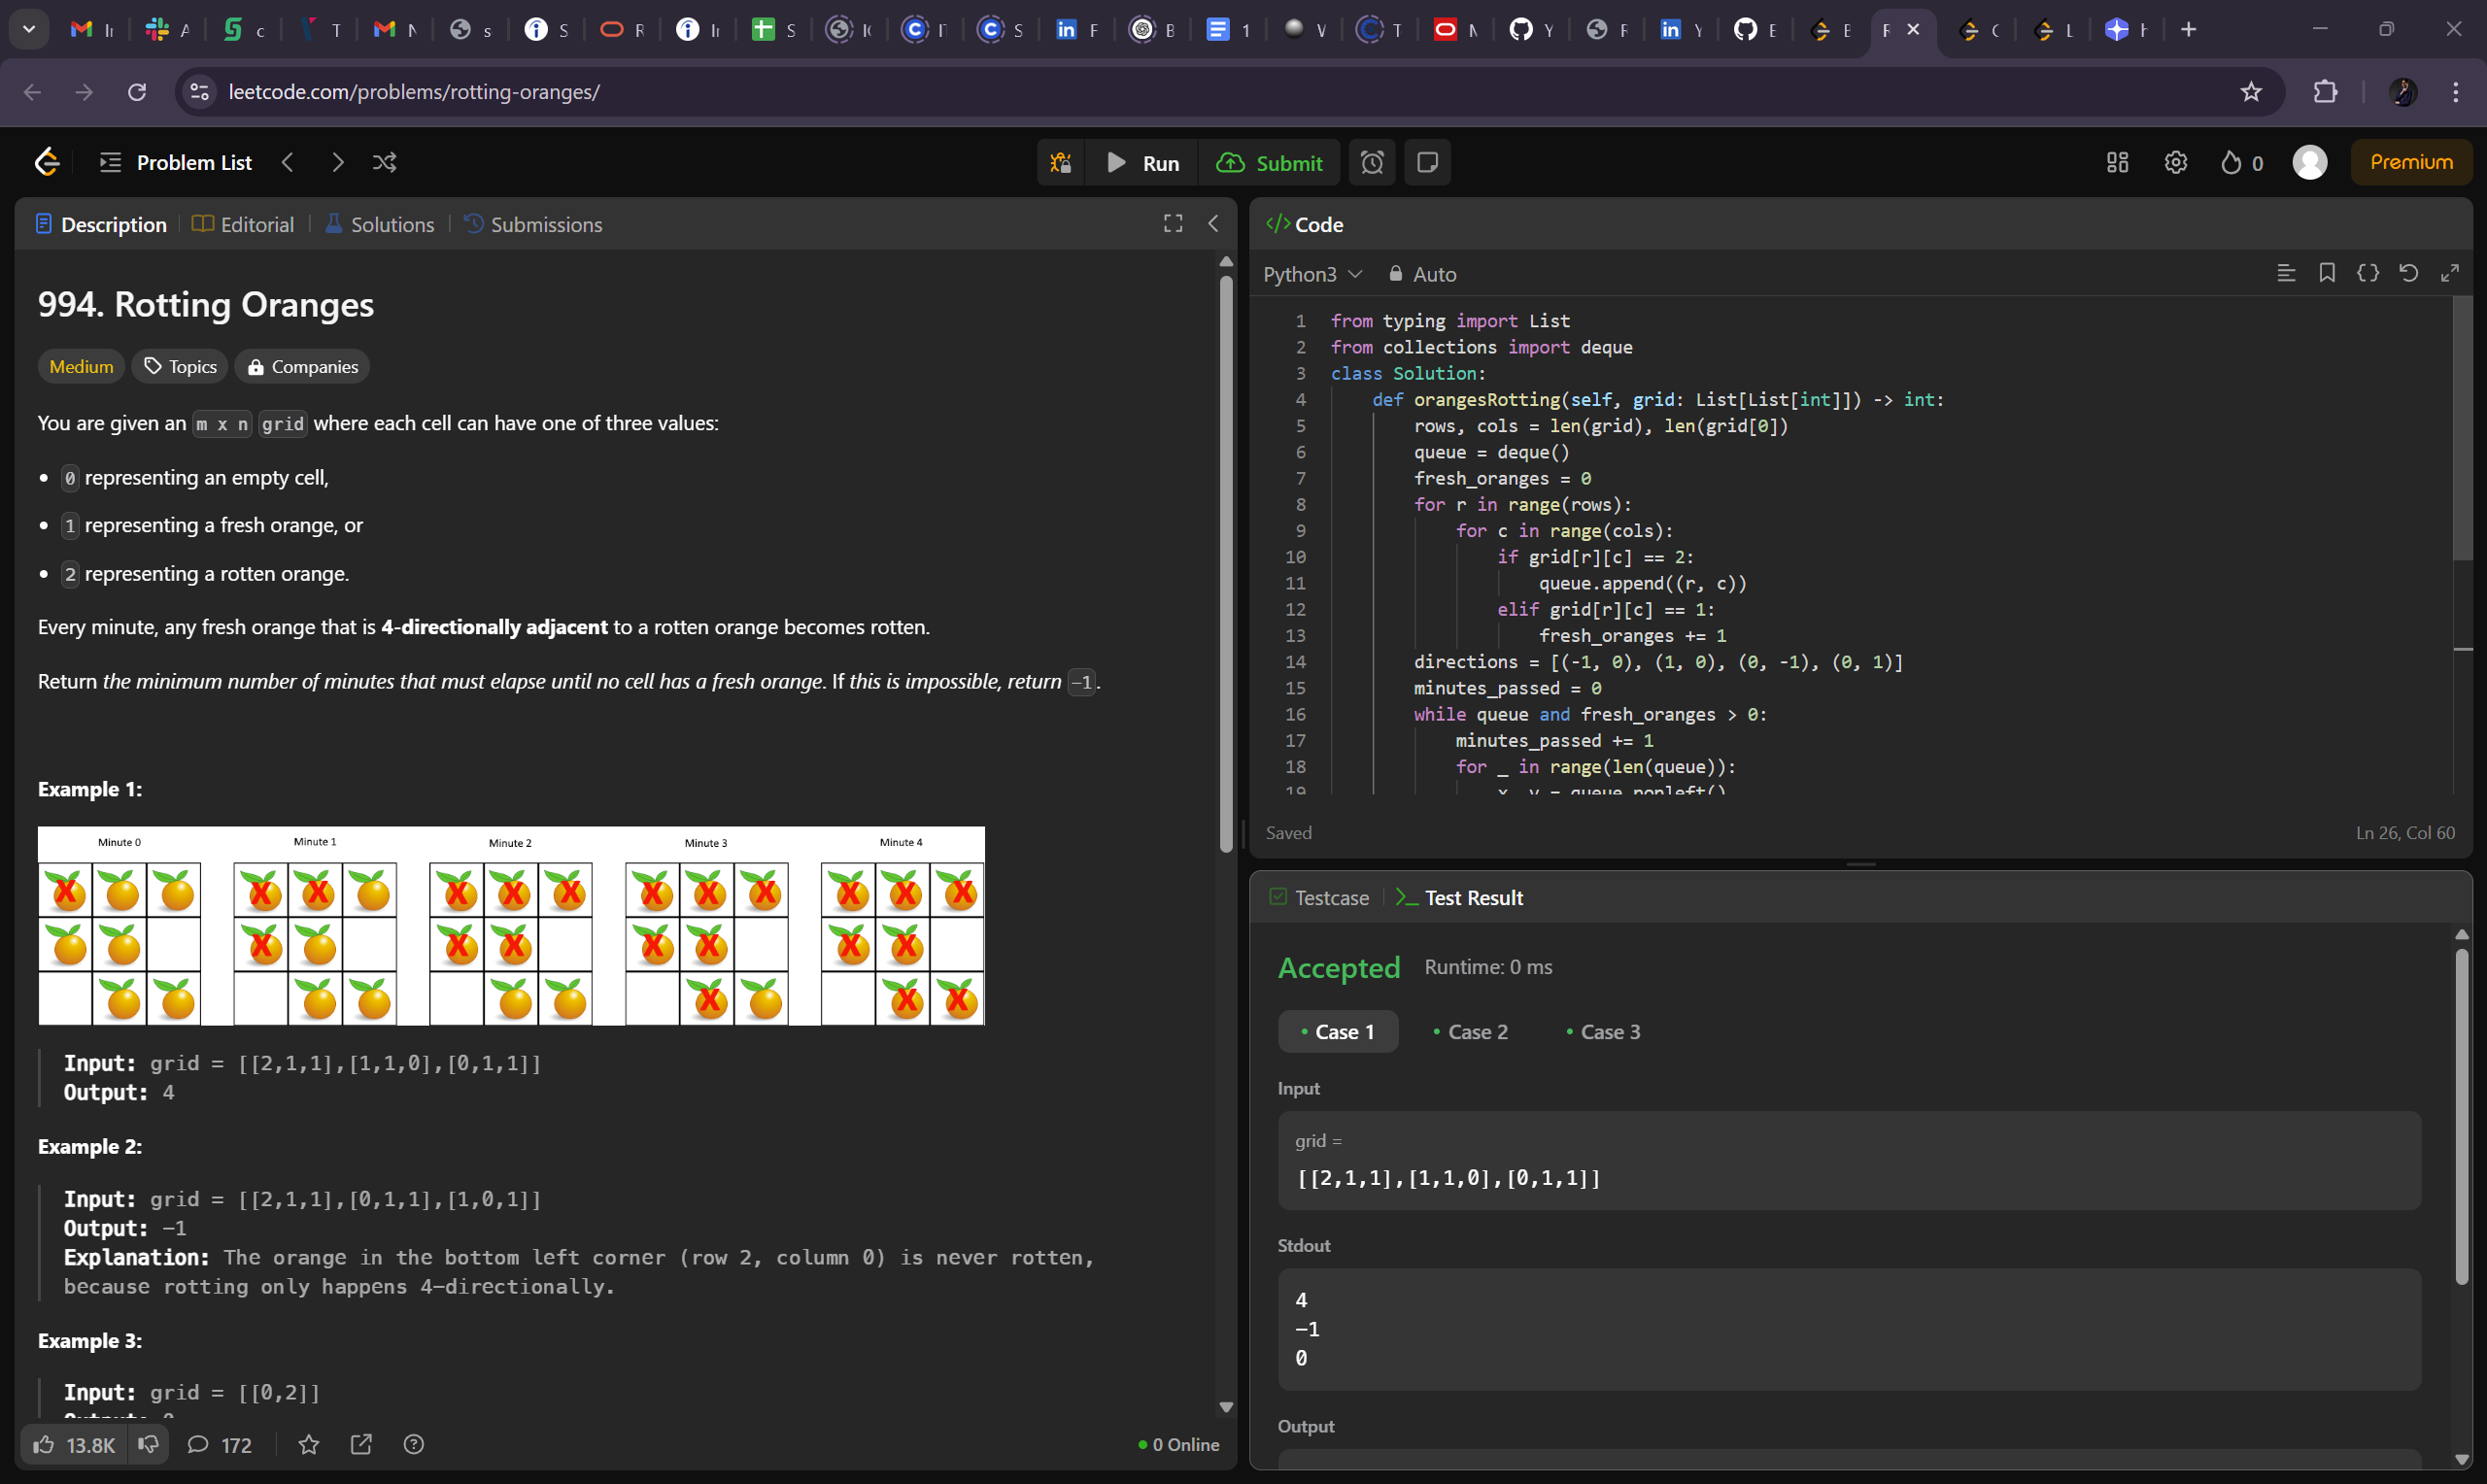 leetcode.com/problems/rotting-oranges/
Problem List
Run
Submit
0
Premium
Description
Editorial
Solutions
Submissions
994. Rotting Oranges
Medium
Topics
Companies
You are given an m x n grid where each cell can have one of three values:
• 0 representing an empty cell,
• 1 representing a fresh orange, or
• 2 representing a rotten orange.
Every minute, any fresh orange that is 4-directionally adjacent to a rotten orange becomes rotten.
Return the minimum number of minutes that must elapse until no cell has a fresh orange. If this is impossible, return -1.
Example 1:
Minute 0 Minute 1 Minute 2 Minute 3 Minute 4
Input: grid = [[2,1,1],[1,1,0],[0,1,1]]
Output: 4
Example 2:
Input: grid = [[2,1,1],[0,1,1],[1,0,1]]
Output: -1
Explanation: The orange in the bottom left corner (row 2, column 0) is never rotten,
because rotting only happens 4-directionally.
Example 3:
Input: grid = [[0,2]]
13.8K
172
0 Online
</> Code
Python3
Auto
1 from typing import List
2 from collections import deque
3 class Solution:
4 def orangesRotting(self, grid: List[List[int]]) -> int:
5 rows, cols = len(grid), len(grid[0])
6 queue = deque()
7 fresh_oranges = 0
8 for r in range(rows):
9 for c in range(cols):
10 if grid[r][c] == 2:
11 queue.append((r, c))
12 elif grid[r][c] == 1:
13 fresh_oranges += 1
14 directions = [(-1, 0), (1, 0), (0, -1), (0, 1)]
15 minutes_passed = 0
16 while queue and fresh_oranges > 0:
17 minutes_passed += 1
18 for _ in range(len(queue)):
19 x, y = queue.popleft()
Saved
Ln 26, Col 60
Testcase
Test Result
Accepted
Runtime: 0 ms
• Case 1
• Case 2
• Case 3
Input
grid =
[[2,1,1],[1,1,0],[0,1,1]]
Stdout
4
-1
0
Output